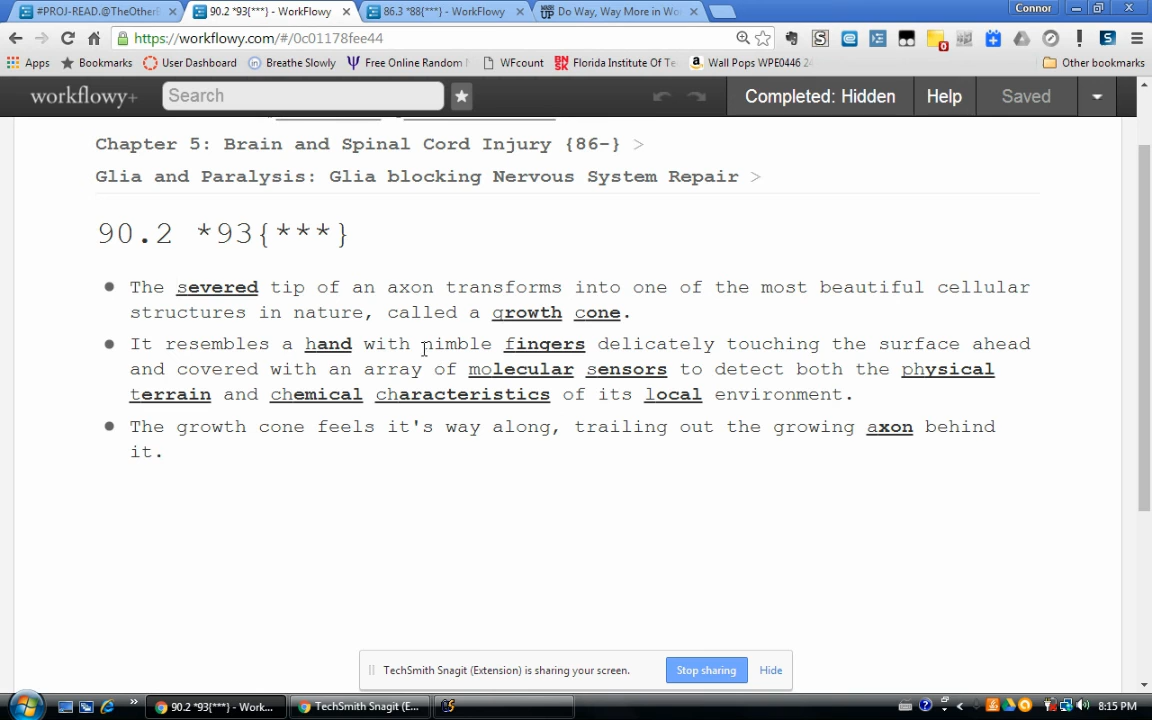 #PROJ-READ.@TheOtherB
90.2 *93{***} - WorkFlowy
86.3 *88{***} - WorkFlowy
Do Way, Way More in Wo
Connor
https://workflowy.com/#/0c01178fee44
Apps
Bookmarks
User Dashboard
Breathe Slowly
Free Online Random
WFcount
Florida Institute Of Te
Wall Pops WPE0446 24
Other bookmarks
workflowy+
Search
Completed: Hidden
Help
Saved
Chapter 5: Brain and Spinal Cord Injury {86-} >
Glia and Paralysis: Glia blocking Nervous System Repair >
90.2 *93{***}
The severed tip of an axon transforms into one of the most beautiful cellular
structures in nature, called a growth cone.
It resembles a hand with nimble fingers delicately touching the surface ahead
and covered with an array of molecular sensors to detect both the physical
terrain and chemical characteristics of its local environment.
The growth cone feels it's way along, trailing out the growing axon behind
it.
TechSmith Snagit (Extension) is sharing your screen.
Stop sharing
Hide
90.2 *93{***} - Work...
TechSmith Snagit (E...
8:15 PM